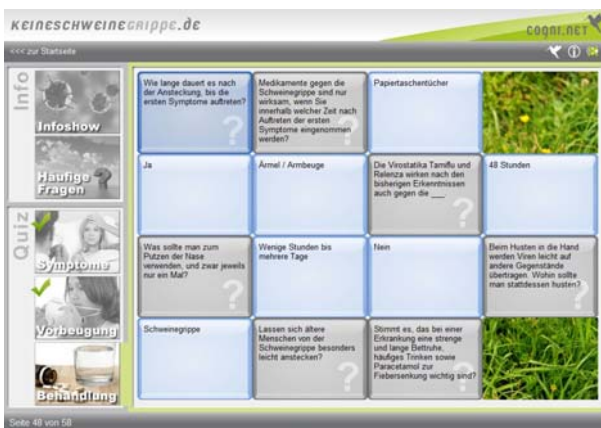 KEINESCHWEINEGRIPPE.DE
COGNI.NET
<<< zur Startseite
Info
Infoshow
Häufige
Fragen
Quiz
Symptome
Vorbeugung
Behandlung
Wie lange dauert es nach
der Ansteckung, bis die
ersten Symptome auftreten?
?
Medikamente gegen die
Schweinegrippe sind nur
wirksam, wenn Sie
innerhalb welcher Zeit nach
Auftreten der ersten
Symptome eingenommen
werden?
?
Papiertaschentücher
Ja
Ärmel / Armbeuge
Die Virostatika Tamiflu und
Relenza wirken nach den
bisherigen Erkenntnissen
auch gegen die ___
?
48 Stunden
Was sollte man zum
Putzen der Nase
verwenden, und zwar jeweils
nur ein Mal?
?
Wenige Stunden bis
mehrere Tage
Nein
Beim Husten in die Hand
werden Viren leicht auf
andere Gegenstände
übertragen. Wohin sollte
man stattdessen husten?
?
Schweinegrippe
Lassen sich ältere
Menschen von der
Schweinegrippe besonders
leicht anstecken?
?
Stimmt es, das bei einer
Erkrankung eine strenge
und lange Bettruhe,
häufiges Trinken sowie
Paracetamol zur
Fiebersenkung wichtig sind?
?
Seite 48 von 58